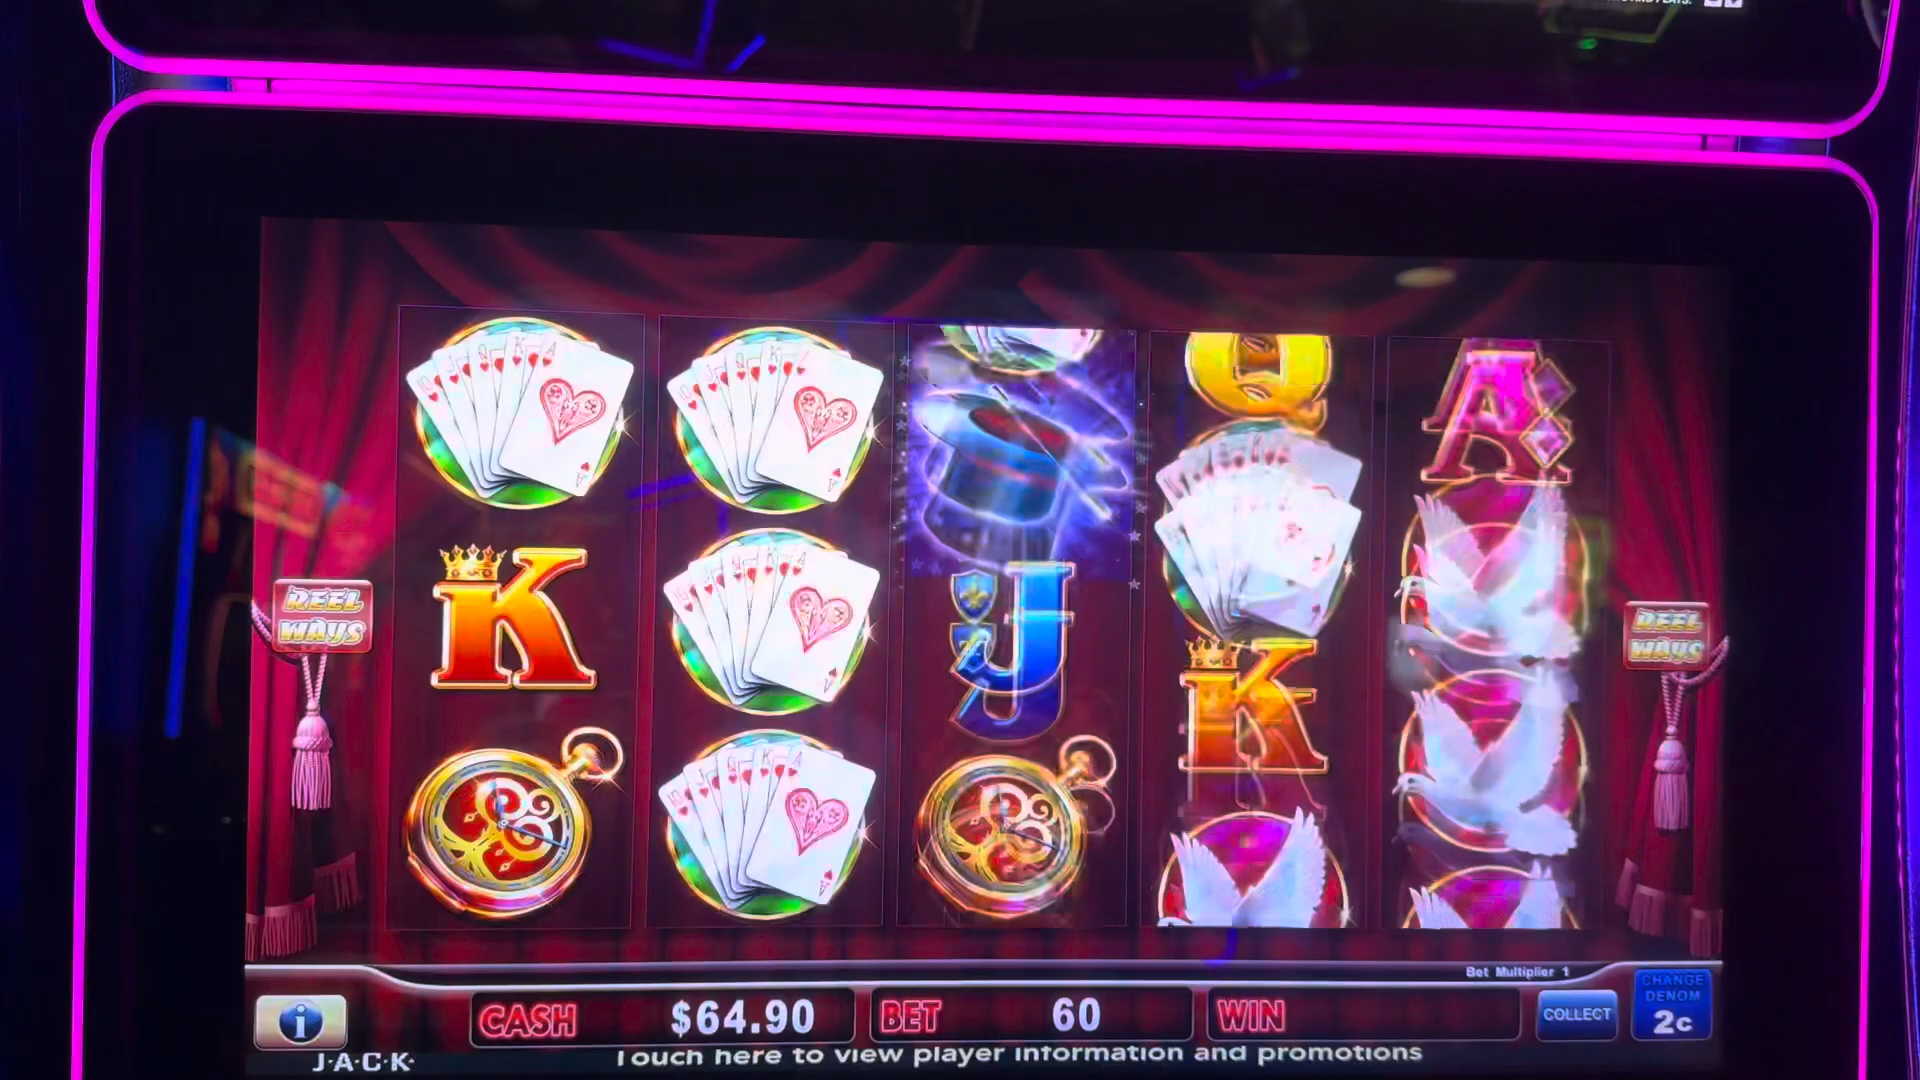 REEL
WAYS
K
J
Q
K
A
REEL
WAYS
Bet Multiplier 1
CASH $64.90 BET 60 WIN COLLECT
CHANGE
DENOM
2c
i
J·A·C·K·
Touch here to view player information and promotions